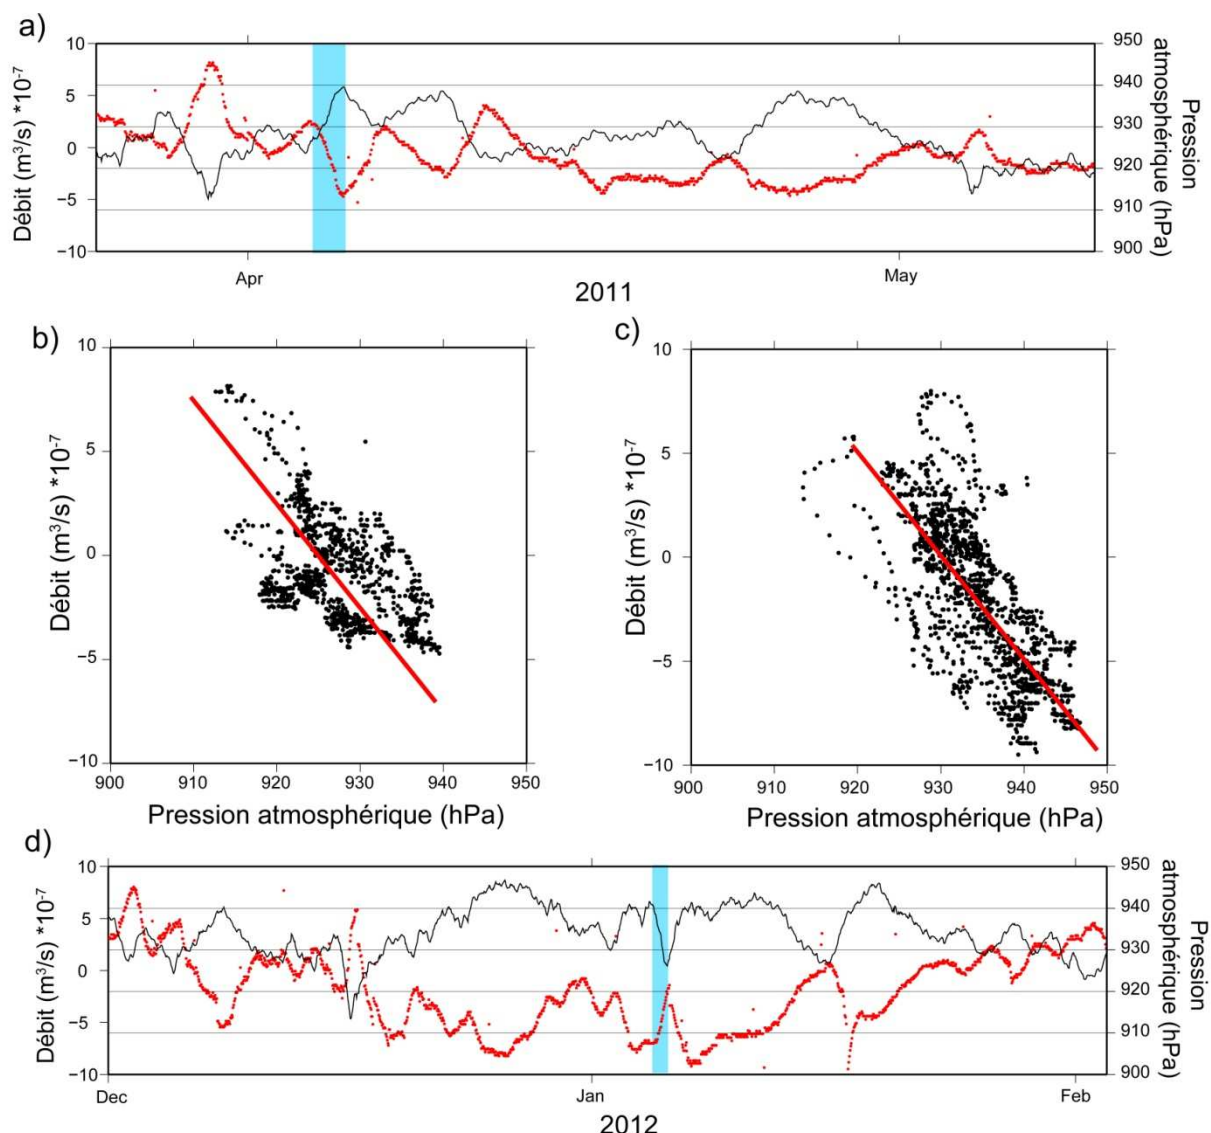 a)
10
5
0
−5
−10
Débit (m³/s) *10⁻⁷
950
940
930
920
910
900
Pression
atmosphérique (hPa)
Apr
May
2011
b)
10
5
0
−5
−10
Débit (m³/s) *10⁻⁷
900 910 920 930 940 950
Pression atmosphérique (hPa)
c)
10
5
0
−5
−10
Débit (m³/s) *10⁻⁷
900 910 920 930 940 950
Pression atmosphérique (hPa)
d)
10
5
0
−5
−10
Débit (m³/s) *10⁻⁷
950
940
930
920
910
900
Pression
atmosphérique (hPa)
Dec
Jan
Feb
2012